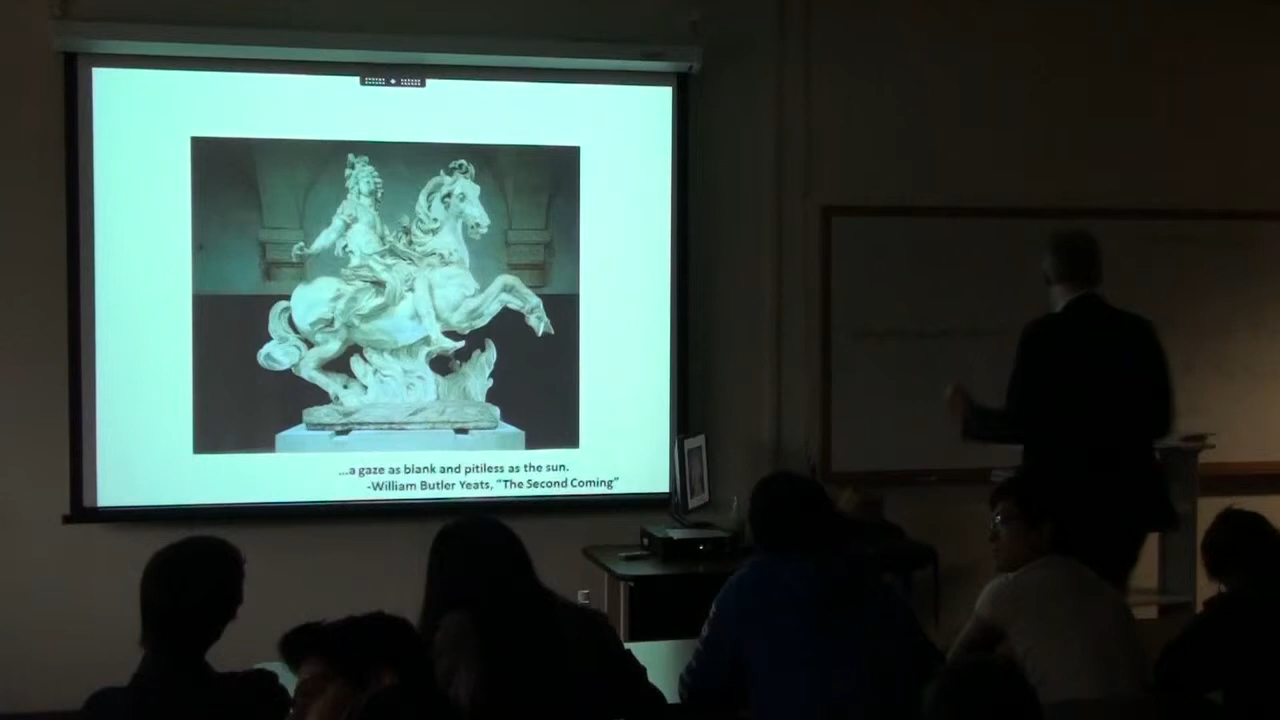 ...a gaze as blank and pitiless as the sun.
-William Butler Yeats, “The Second Coming”